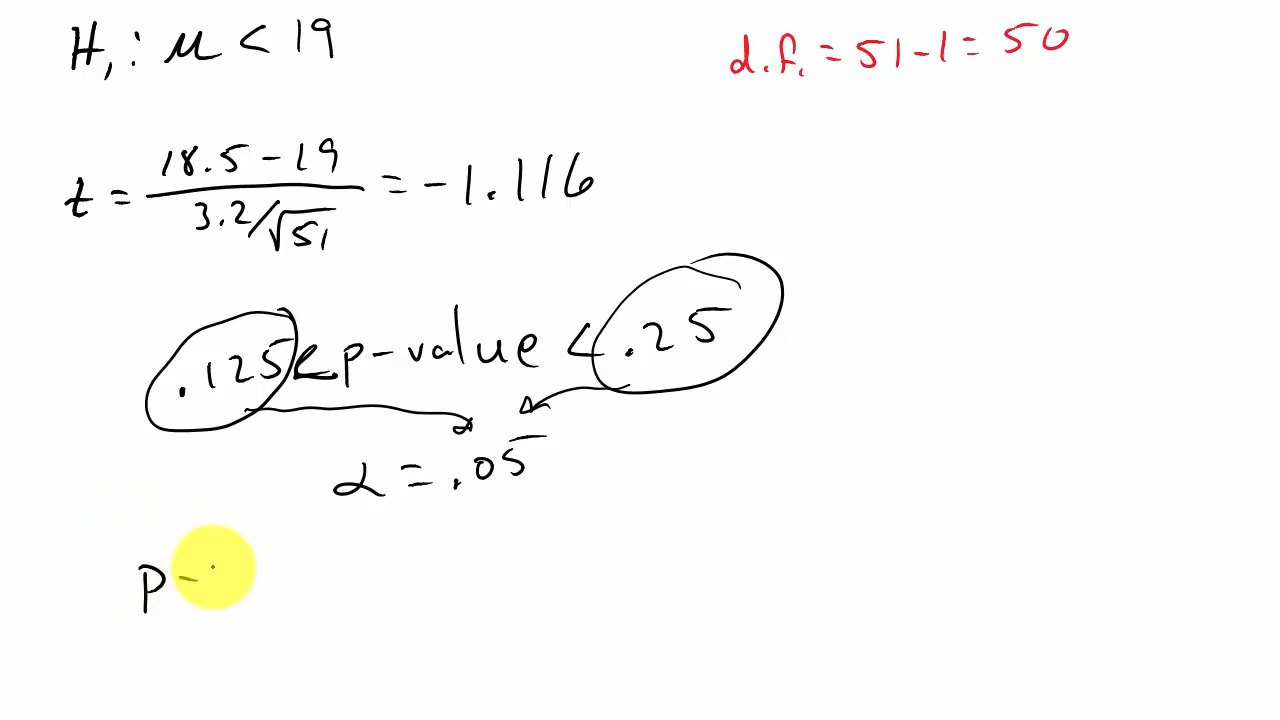 H₁: μ < 19
d.f. = 51-1 = 50
t = (18.5-19)/(3.2/√51) = -1.116
.125 < p-value < .25
α = .05
P-